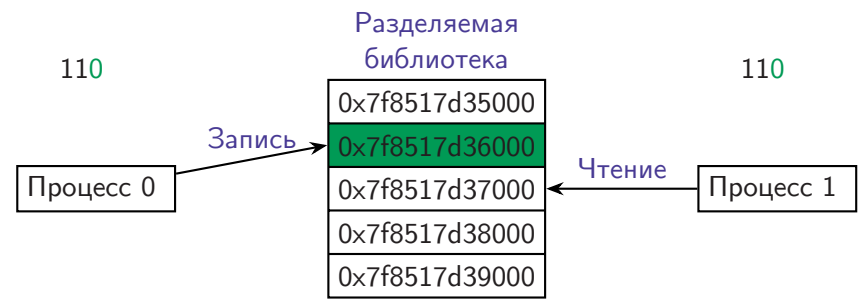 Разделяемая
библиотека
110
110
0x7f8517d35000
Запись
0x7f8517d36000
Чтение
Процесс 0
0x7f8517d37000
Процесс 1
0x7f8517d38000
0x7f8517d39000